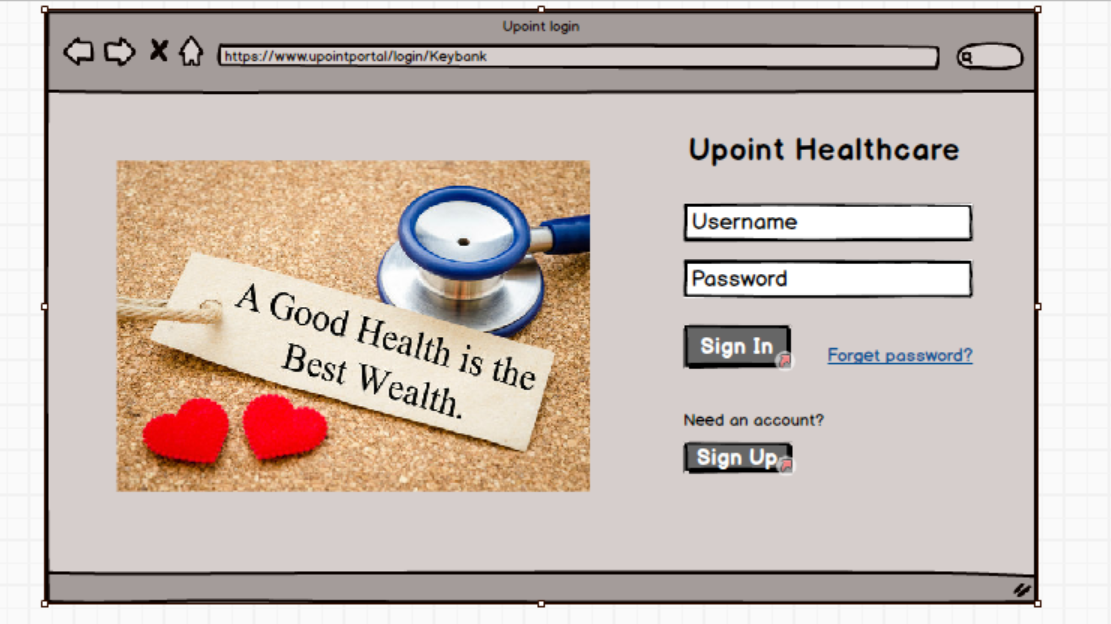 Upoint login
https://www.upointportal/login/Keybank
Upoint Healthcare
Username
Password
Sign In
Forget password?
Need an account?
Sign Up
A Good Health is the
Best Wealth.